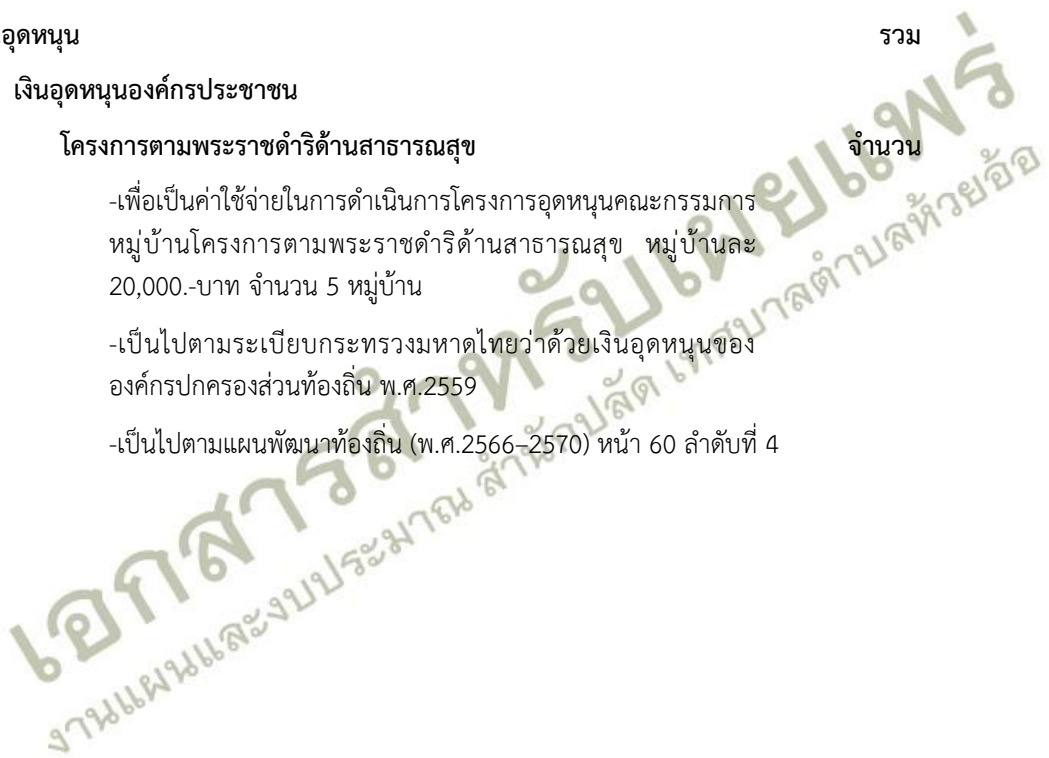 อุดหนุน รวม
เงินอุดหนุนองค์กรประชาชน
โครงการตามพระราชดำริด้านสาธารณสุข จำนวน
-เพื่อเป็นค่าใช้จ่ายในการดำเนินการโครงการอุดหนุนคณะกรรมการ
หมู่บ้านโครงการตามพระราชดำริด้านสาธารณสุข หมู่บ้านละ
20,000.-บาท จำนวน 5 หมู่บ้าน
-เป็นไปตามระเบียบกระทรวงมหาดไทยว่าด้วยเงินอุดหนุนของ
องค์กรปกครองส่วนท้องถิ่น พ.ศ.2559
-เป็นไปตามแผนพัฒนาท้องถิ่น (พ.ศ.2566–2570) หน้า 60 ลำดับที่ 4
เอกสารสำหรับเผยแพร่
งานแผนและงบประมาณ สำนักปลัด เทศบาลตำบลห้วยอ้อ